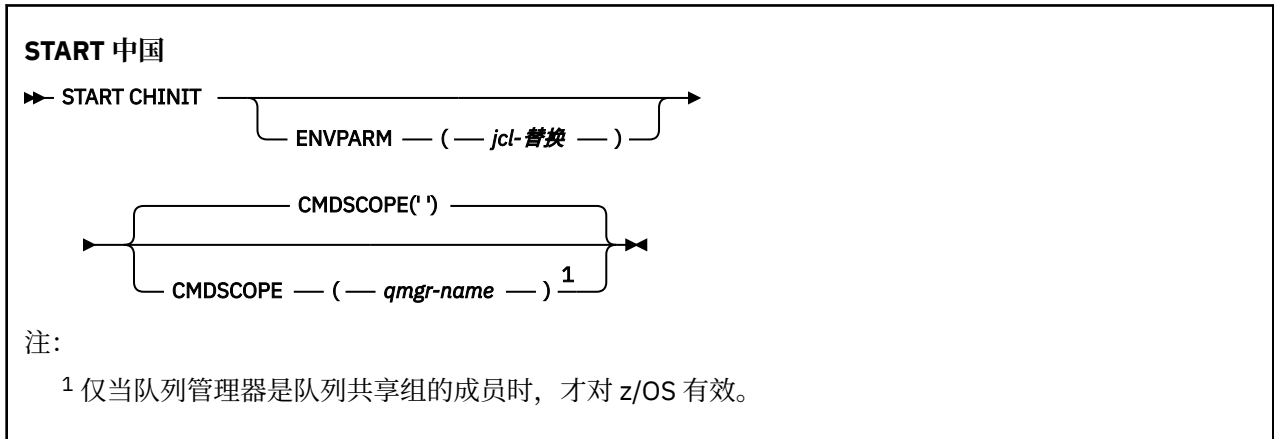 START 中国
START CHINIT
ENVPARM ( jcl-替换 )
CMDSCOPE(' ')
CMDSCOPE ( qmgr-name ) 1
注：
1 仅当队列管理器是队列共享组的成员时，才对 z/OS 有效。